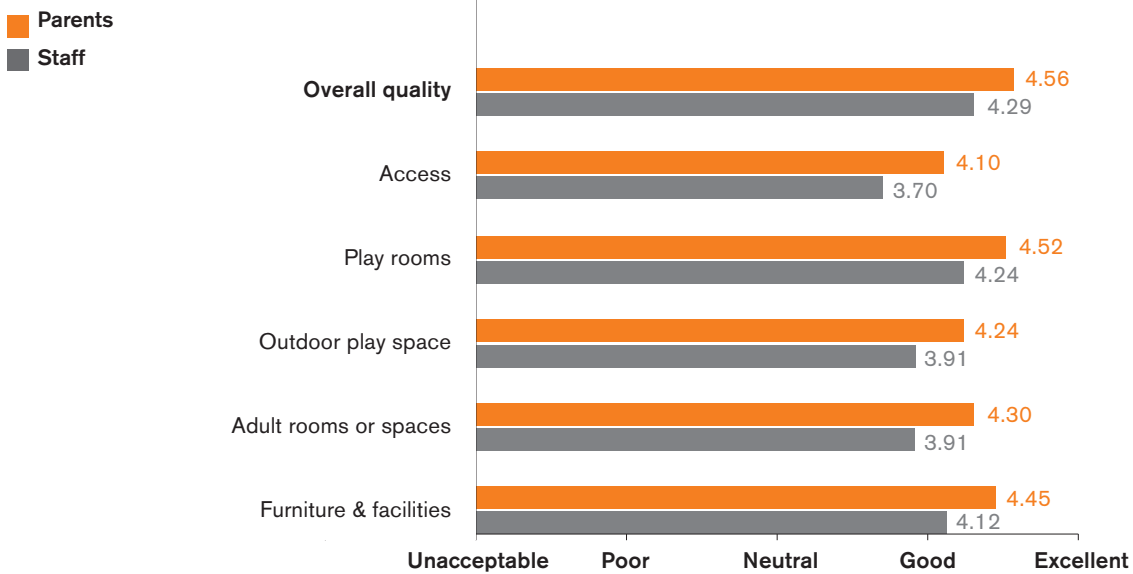 Parents
Staff
Overall quality
4.56
4.29
Access
4.10
3.70
Play rooms
4.52
4.24
Outdoor play space
4.24
3.91
Adult rooms or spaces
4.30
3.91
Furniture & facilities
4.45
4.12
Unacceptable Poor Neutral Good Excellent